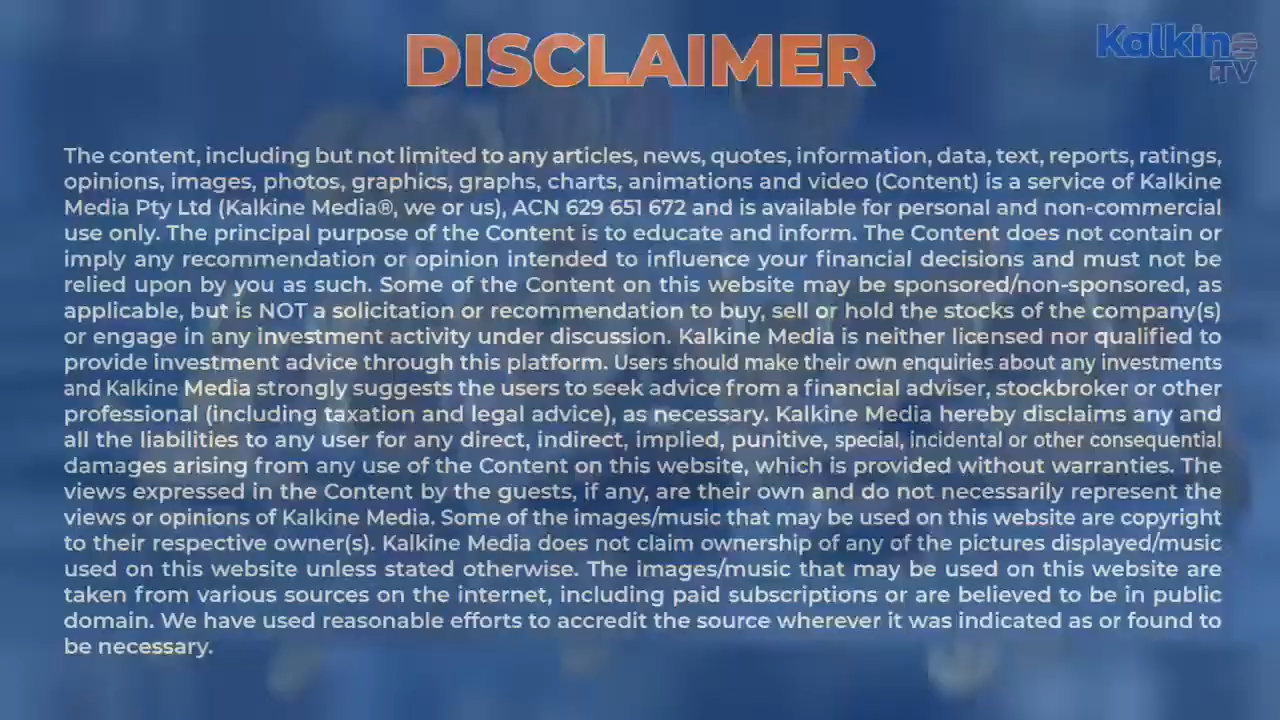 DISCLAIMER
Kalkine
TV
The content, including but not limited to any articles, news, quotes, information, data, text, reports, ratings,
opinions, images, photos, graphics, graphs, charts, animations and video (Content) is a service of Kalkine
Media Pty Ltd (Kalkine Media®, we or us), ACN 629 651 672 and is available for personal and non-commercial
use only. The principal purpose of the Content is to educate and inform. The Content does not contain or
imply any recommendation or opinion intended to influence your financial decisions and must not be
relied upon by you as such. Some of the Content on this website may be sponsored/non-sponsored, as
applicable, but is NOT a solicitation or recommendation to buy, sell or hold the stocks of the company(s)
or engage in any investment activity under discussion. Kalkine Media is neither licensed nor qualified to
provide investment advice through this platform. Users should make their own enquiries about any investments
and Kalkine Media strongly suggests the users to seek advice from a financial adviser, stockbroker or other
professional (including taxation and legal advice), as necessary. Kalkine Media hereby disclaims any and
all the liabilities to any user for any direct, indirect, implied, punitive, special, incidental or other consequential
damages arising from any use of the Content on this website, which is provided without warranties. The
views expressed in the Content by the guests, if any, are their own and do not necessarily represent the
views or opinions of Kalkine Media. Some of the images/music that may be used on this website are copyright
to their respective owner(s). Kalkine Media does not claim ownership of any of the pictures displayed/music
used on this website unless stated otherwise. The images/music that may be used on this website are
taken from various sources on the internet, including paid subscriptions or are believed to be in public
domain. We have used reasonable efforts to accredit the source wherever it was indicated as or found to
be necessary.